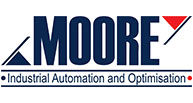 MOORE
• Industrial Automation and Optimisation •